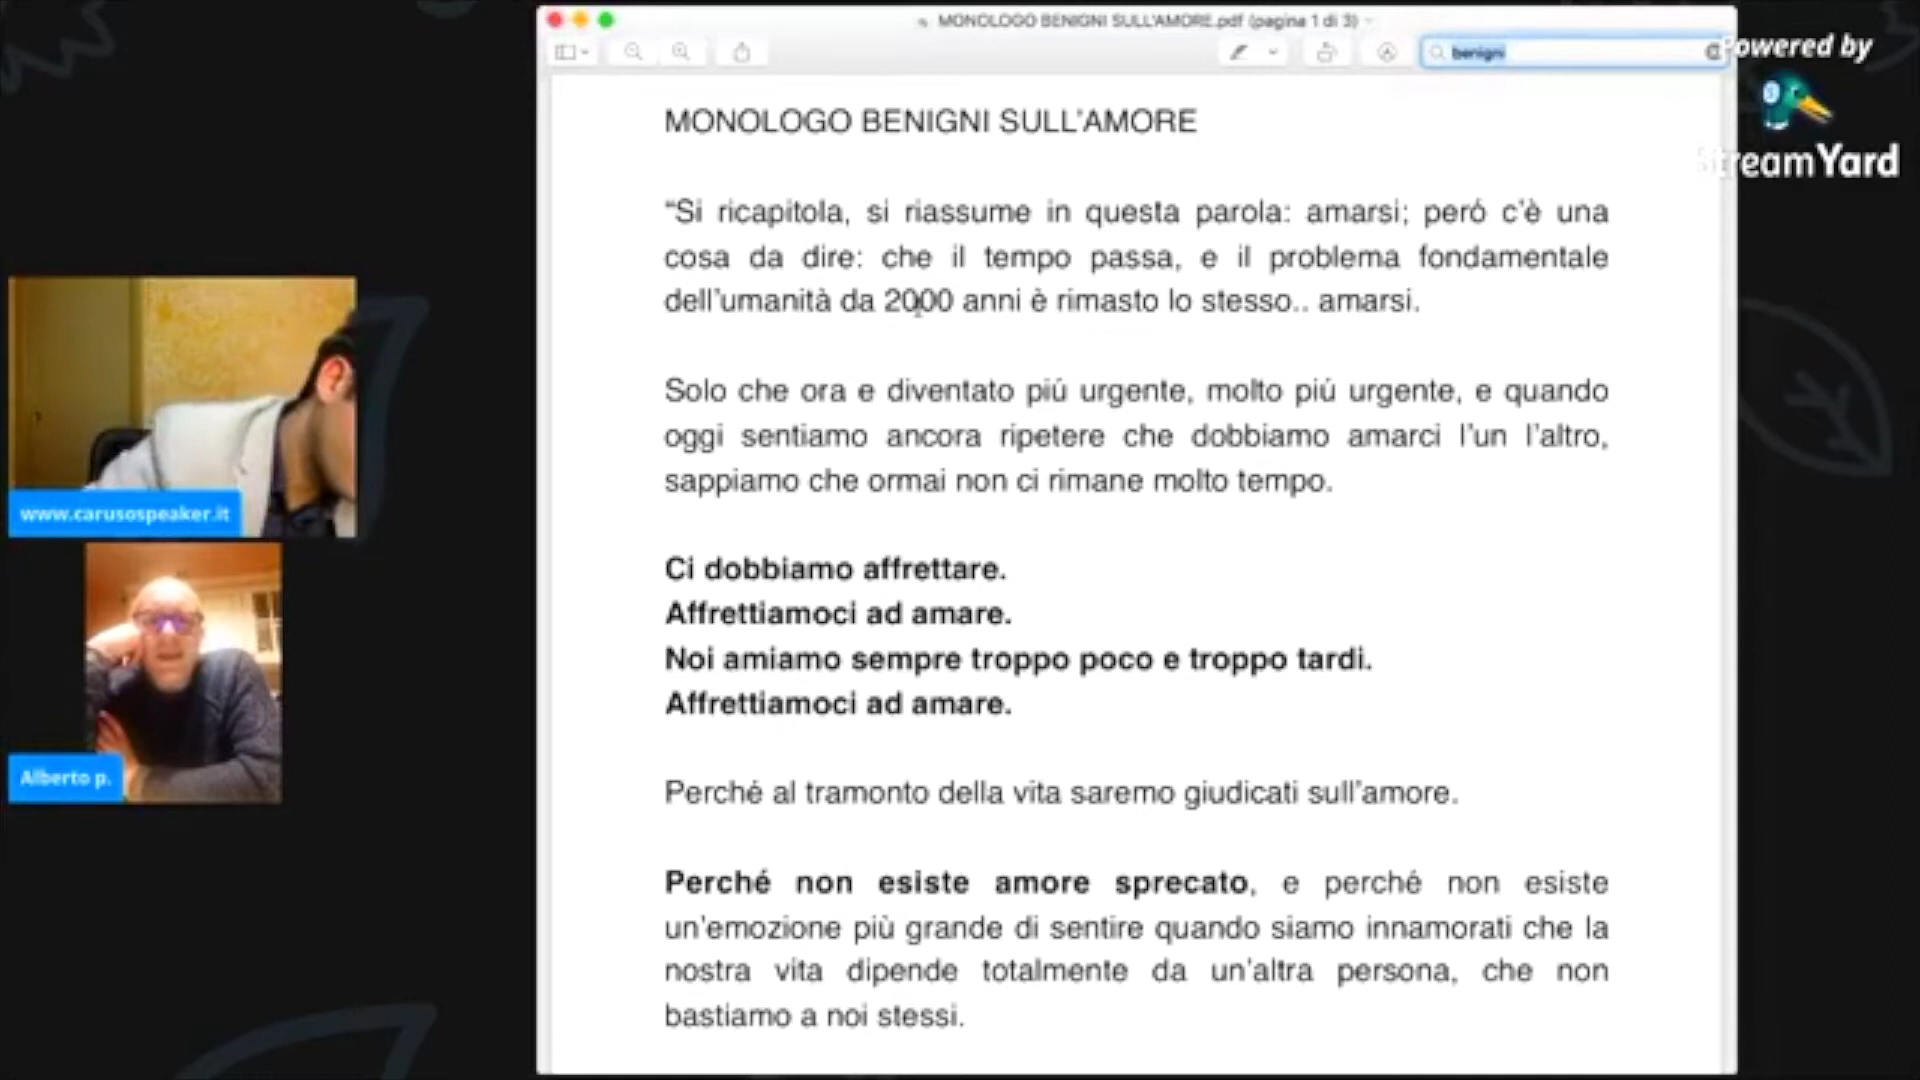 MONOLOGO BENIGNI SULL'AMORE.pdf (pagina 1 di 3)
benigni
Powered by
StreamYard
MONOLOGO BENIGNI SULL'AMORE
“Si ricapitola, si riassume in questa parola: amarsi; peró c'è una
cosa da dire: che il tempo passa, e il problema fondamentale
dell'umanità da 2000 anni è rimasto lo stesso.. amarsi.
Solo che ora e diventato piú urgente, molto piú urgente, e quando
oggi sentiamo ancora ripetere che dobbiamo amarci l'un l'altro,
sappiamo che ormai non ci rimane molto tempo.
Ci dobbiamo affrettare.
Affrettiamoci ad amare.
Noi amiamo sempre troppo poco e troppo tardi.
Affrettiamoci ad amare.
Perché al tramonto della vita saremo giudicati sull'amore.
Perché non esiste amore sprecato, e perché non esiste
un'emozione più grande di sentire quando siamo innamorati che la
nostra vita dipende totalmente da un'altra persona, che non
bastiamo a noi stessi.
www.carusospeaker.it
Alberto p.